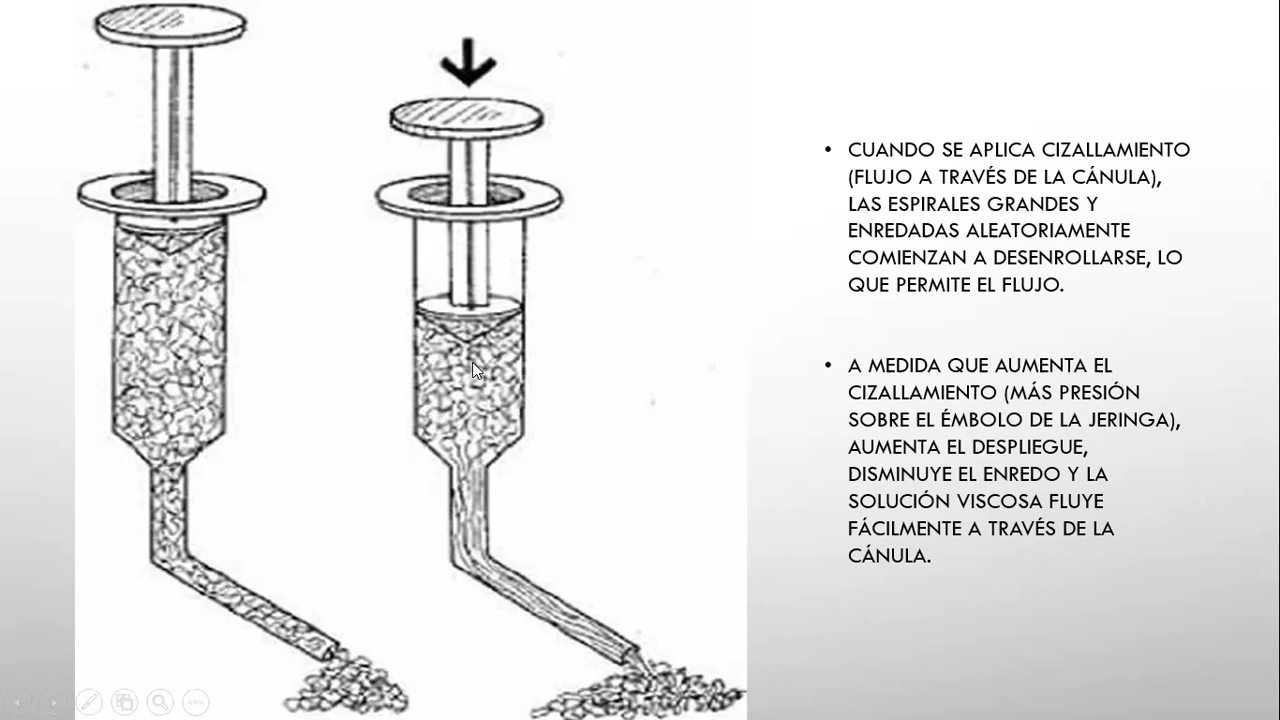 • CUANDO SE APLICA CIZALLAMIENTO
(FLUJO A TRAVÉS DE LA CÁNULA),
LAS ESPIRALES GRANDES Y
ENREDADAS ALEATORIAMENTE
COMIENZAN A DESENROLLARSE, LO
QUE PERMITE EL FLUJO.
• A MEDIDA QUE AUMENTA EL
CIZALLAMIENTO (MÁS PRESIÓN
SOBRE EL ÉMBOLO DE LA JERINGA),
AUMENTA EL DESPLIEGUE,
DISMINUYE EL ENREDO Y LA
SOLUCIÓN VISCOSA FLUYE
FÁCILMENTE A TRAVÉS DE LA
CÁNULA.